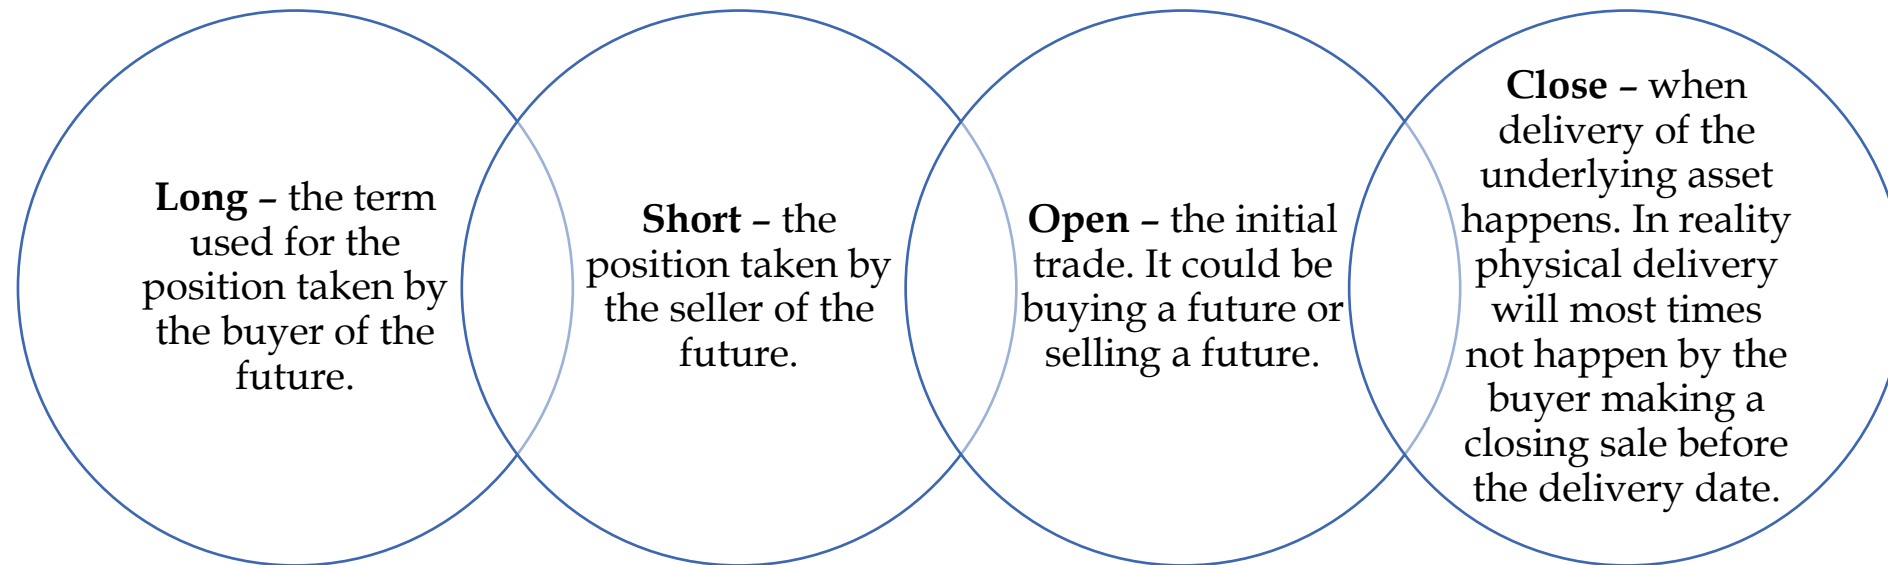 Long – the term
used for the
position taken by
the buyer of the
future.
Short – the
position taken by
the seller of the
future.
Open – the initial
trade. It could be
buying a future or
selling a future.
Close – when
delivery of the
underlying asset
happens. In reality
physical delivery
will most times
not happen by the
buyer making a
closing sale before
the delivery date.